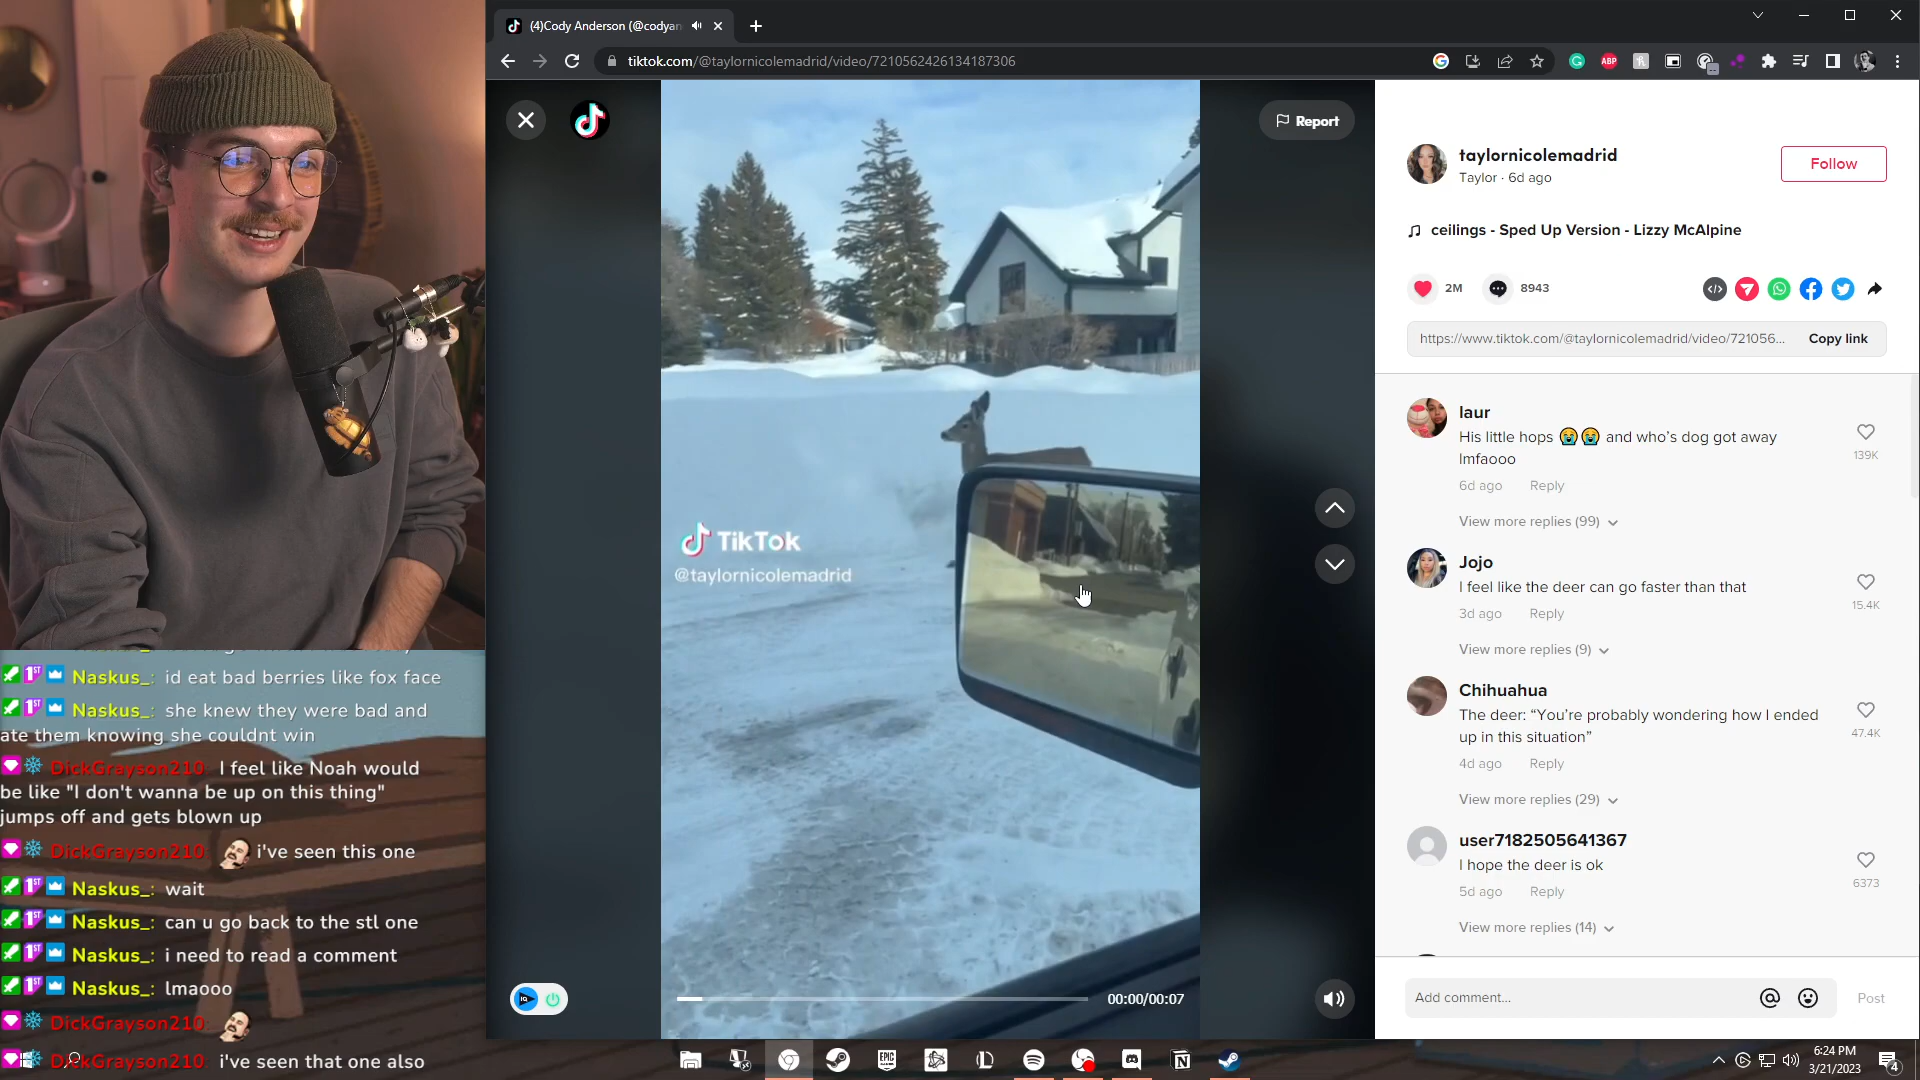 (4)Cody Anderson (@codyan
tiktok.com/@taylornicolemadrid/video/7210562426134187306
ABP
Report
TikTok
@taylornicolemadrid
00:00/00:07
taylornicolemadrid
Taylor · 6d ago
Follow
ceilings - Sped Up Version - Lizzy McAlpine
2M
8943
https://www.tiktok.com/@taylornicolemadrid/video/721056...
Copy link
laur
His little hops 😭😭 and who's dog got away
lmfaooo
139K
6d ago Reply
View more replies (99)
Jojo
I feel like the deer can go faster than that
15.4K
3d ago Reply
View more replies (9)
Chihuahua
The deer: “You're probably wondering how I ended
up in this situation”
47.4K
4d ago Reply
View more replies (29)
user7182505641367
I hope the deer is ok
6373
5d ago Reply
View more replies (14)
Add comment...
Post
Naskus_: id eat bad berries like fox face
Naskus_: she knew they were bad and
ate them knowing she couldnt win
DickGrayson210 I feel like Noah would
be like "I don't wanna be up on this thing"
jumps off and gets blown up
DickGrayson210 i've seen this one
Naskus_: wait
Naskus_: can u go back to the stl one
Naskus_: i need to read a comment
Naskus_: lmaooo
DickGrayson210
DickGrayson210 i've seen that one also
EPIC
GAMES
6:24 PM
3/21/2023
4